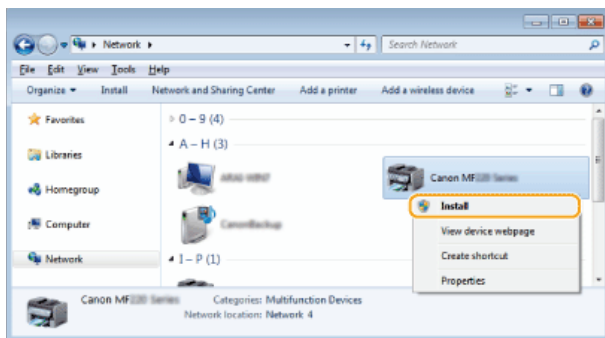 Network
Search Network
File Edit View Tools Help
Organize Install Network and Sharing Center Add a printer Add a wireless device
Favorites
0 – 9 (4)
Libraries
A – H (3)
Canon MF
Homegroup
Install
Computer
View device webpage
Create shortcut
Network
I – P (1)
Properties
Canon MF Series Categories: Multifunction Devices
Network location: Network 4